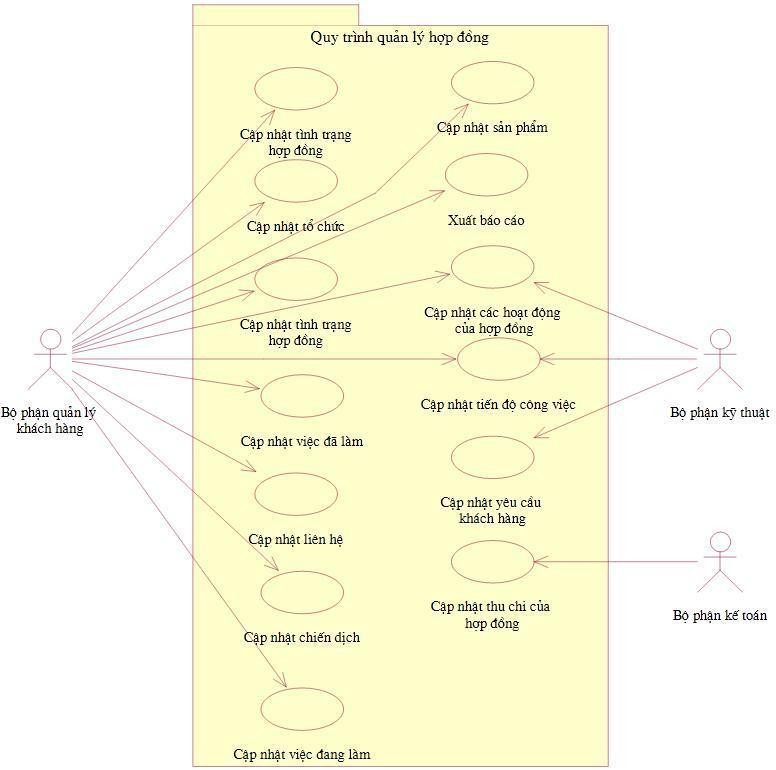 Quy trình quản lý hợp đồng
Cập nhật tình trạng
hợp đồng
Cập nhật sản phẩm
Cập nhật tổ chức
Xuất báo cáo
Cập nhật tình trạng
hợp đồng
Cập nhật các hoạt động
của hợp đồng
Bộ phận quản lý
khách hàng
Cập nhật tiến độ công việc
Bộ phận kỹ thuật
Cập nhật việc đã làm
Cập nhật yêu cầu
khách hàng
Cập nhật liên hệ
Cập nhật thu chi của
hợp đồng
Bộ phận kế toán
Cập nhật chiến dịch
Cập nhật việc đang làm